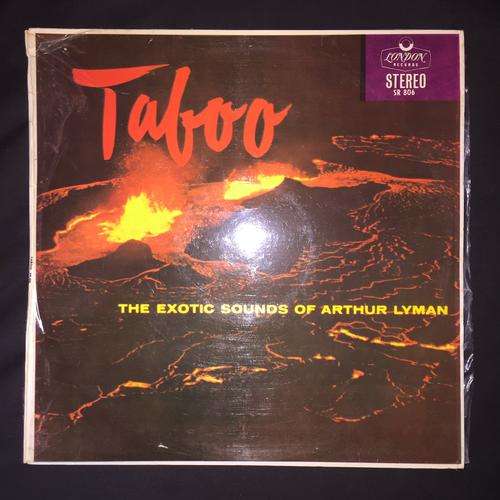 Taboo
LONDON
RECORDS
STEREO
SR 806
THE EXOTIC SOUNDS OF ARTHUR LYMAN